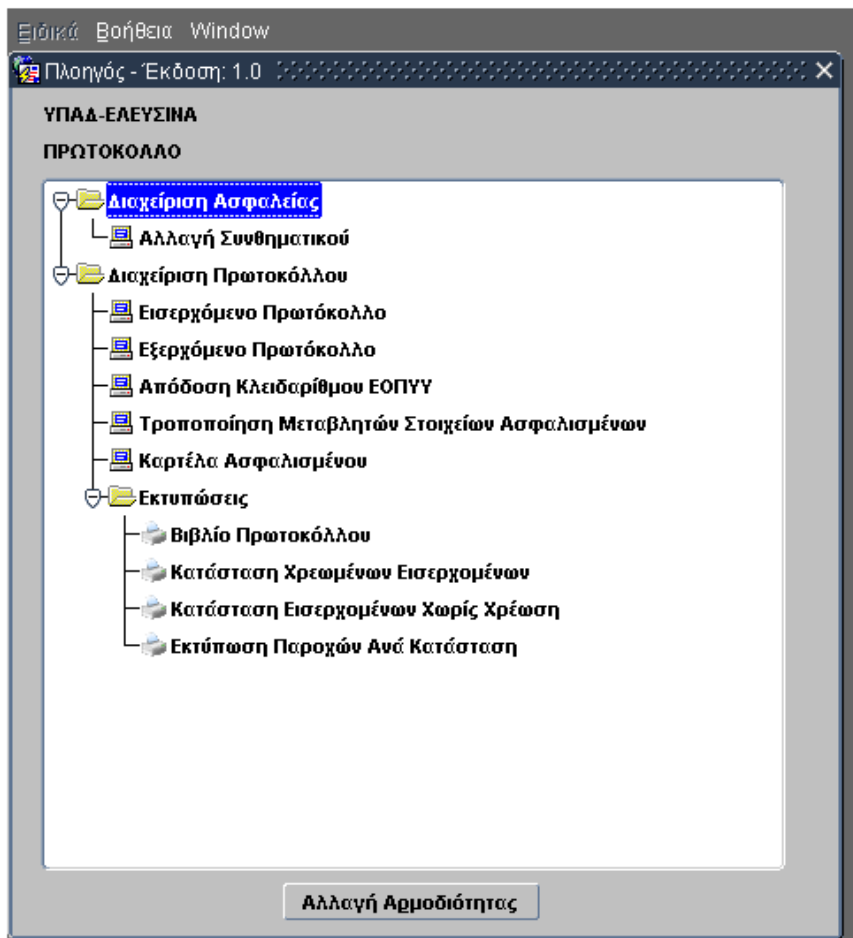 Ειδικά Βοήθεια Window
Πλοηγός - Έκδοση: 1.0
ΥΠΑΔ-ΕΛΕΥΣΙΝΑ
ΠΡΩΤΟΚΟΛΛΟ
Διαχείριση Ασφαλείας
Αλλαγή Συνθηματικού
Διαχείριση Πρωτοκόλλου
Εισερχόμενο Πρωτόκολλο
Εξερχόμενο Πρωτόκολλο
Απόδοση Κλειδαρίθμου ΕΟΠΥΥ
Τροποποίηση Μεταβλητών Στοιχείων Ασφαλισμένων
Καρτέλα Ασφαλισμένου
Εκτυπώσεις
Βιβλίο Πρωτοκόλλου
Κατάσταση Χρεωμένων Εισερχομένων
Κατάσταση Εισερχομένων Χωρίς Χρέωση
Εκτύπωση Παροχών Ανά Κατάσταση
Αλλαγή Αρμοδιότητας